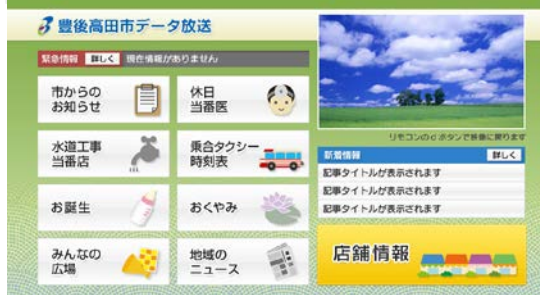 豊後高田市データ放送
緊急情報 詳しく 現在情報がありません
市からの
お知らせ
休日
当番医
水道工事
当番店
乗合タクシー
時刻表
お誕生
おくやみ
みんなの
広場
地域の
ニュース
リモコンのdボタンで映像に戻ります
新着情報 詳しく
記事タイトルが表示されます
記事タイトルが表示されます
記事タイトルが表示されます
店舗情報